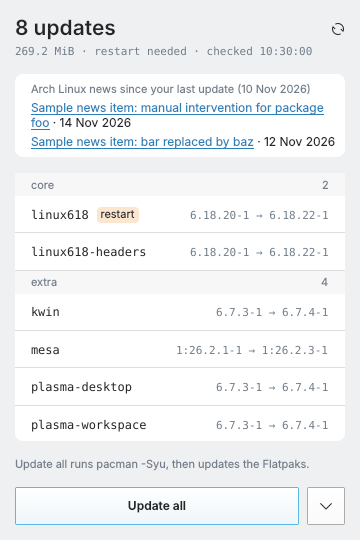 8 updates
269.2 MiB · restart needed · checked 10:30:00
Arch Linux news since your last update (10 Nov 2026)
Sample news item: manual intervention for package
foo · 14 Nov 2026
Sample news item: bar replaced by baz · 12 Nov 2026
core 2
linux618 restart 6.18.20-1 → 6.18.22-1
linux618-headers 6.18.20-1 → 6.18.22-1
extra 4
kwin 6.7.3-1 → 6.7.4-1
mesa 1:26.2.1-1 → 1:26.2.3-1
plasma-desktop 6.7.3-1 → 6.7.4-1
plasma-workspace 6.7.3-1 → 6.7.4-1
Update all runs pacman -Syu, then updates the Flatpaks.
Update all